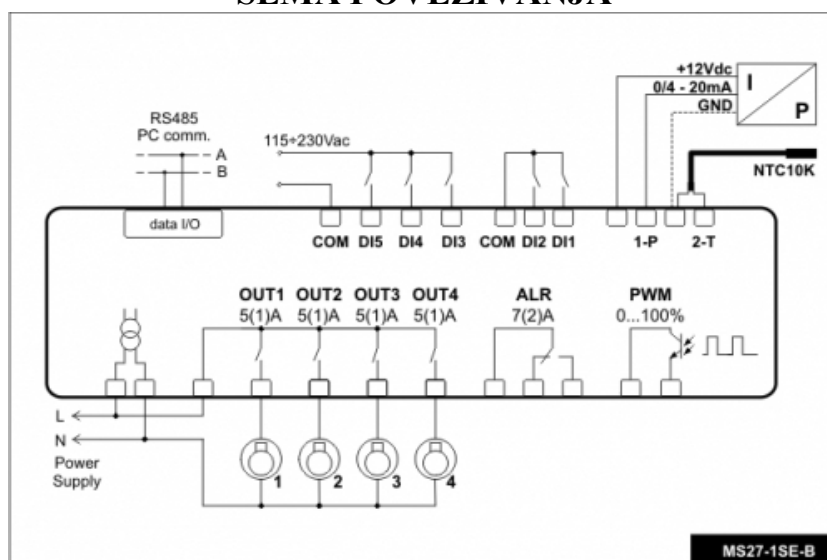 ŠEMA POVEZIVANJA
+12Vdc
0/4 - 20mA
GND
I
P
NTC10K
RS485
PC comm.
A
B
115÷230Vac
data I/O
COM DI5 DI4 DI3 COM DI2 DI1 1-P 2-T
OUT1 OUT2 OUT3 OUT4 ALR PWM
5(1)A 5(1)A 5(1)A 5(1)A 7(2)A 0...100%
L
N
Power
Supply
1 2 3 4
MS27-1SE-B